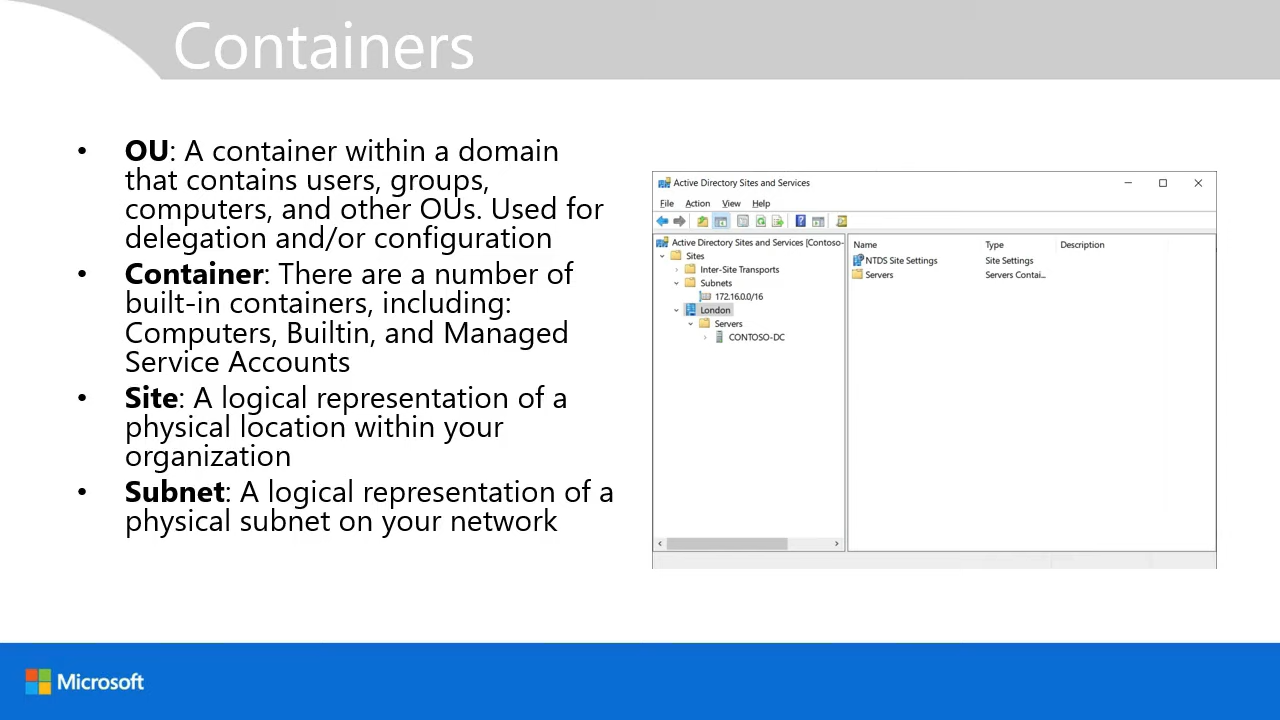 Containers
• OU: A container within a domain
that contains users, groups,
computers, and other OUs. Used for
delegation and/or configuration
• Container: There are a number of
built-in containers, including:
Computers, Builtin, and Managed
Service Accounts
• Site: A logical representation of a
physical location within your
organization
• Subnet: A logical representation of a
physical subnet on your network
Active Directory Sites and Services
File Action View Help
Active Directory Sites and Services [Contoso-
Sites
Inter-Site Transports
Subnets
172.16.0.0/16
London
Servers
CONTOSO-DC
Name Type Description
NTDS Site Settings Site Settings
Servers Servers Contai...
Microsoft